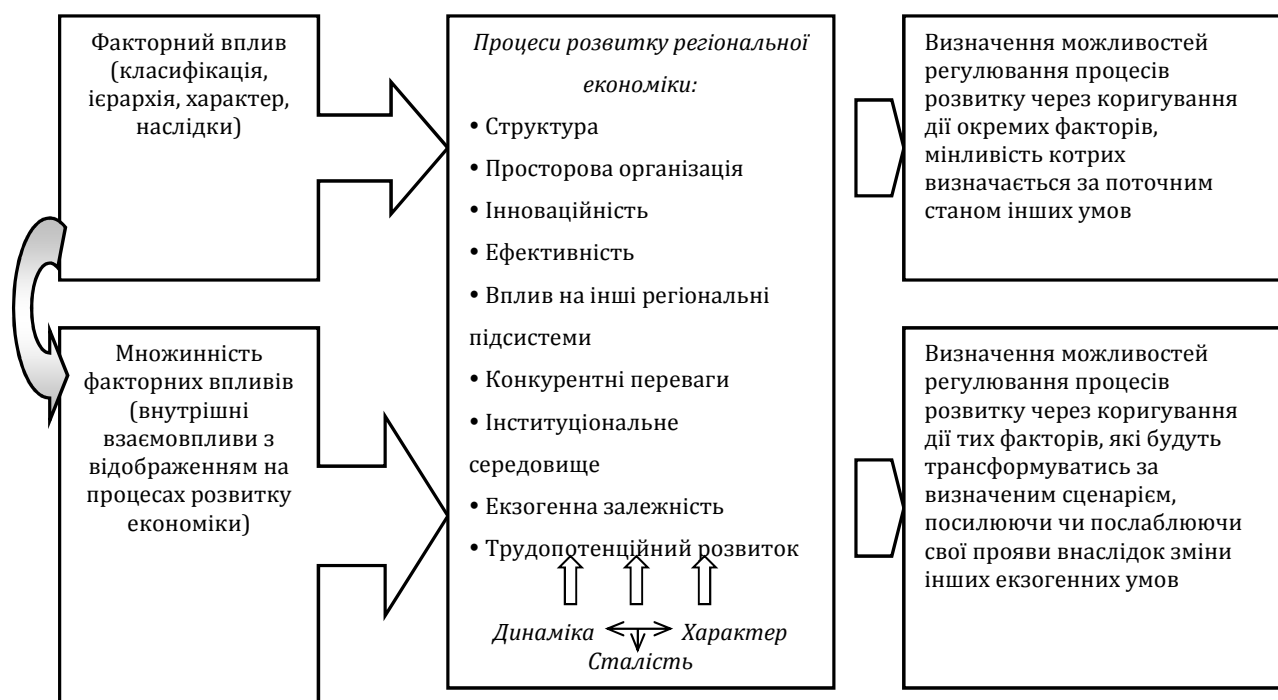 Факторний вплив
(класифікація,
ієрархія, характер,
наслідки)
Множинність
факторних впливів
(внутрішні
взаємовпливи з
відображенням на
процесах розвитку
економіки)
Процеси розвитку регіональної
економіки:
• Структура
• Просторова організація
• Інноваційність
• Ефективність
• Вплив на інші регіональні
підсистеми
• Конкурентні переваги
• Інституціональне
середовище
• Екзогенна залежність
• Трудопотенційний розвиток
Динаміка Характер
Сталість
Визначення можливостей
регулювання процесів
розвитку через коригування
дії окремих факторів,
мінливість котрих
визначається за поточним
станом інших умов
Визначення можливостей
регулювання процесів
розвитку через коригування
дії тих факторів, які будуть
трансформуватись за
визначеним сценарієм,
посилюючи чи послаблюючи
свої прояви внаслідок зміни
інших екзогенних умов